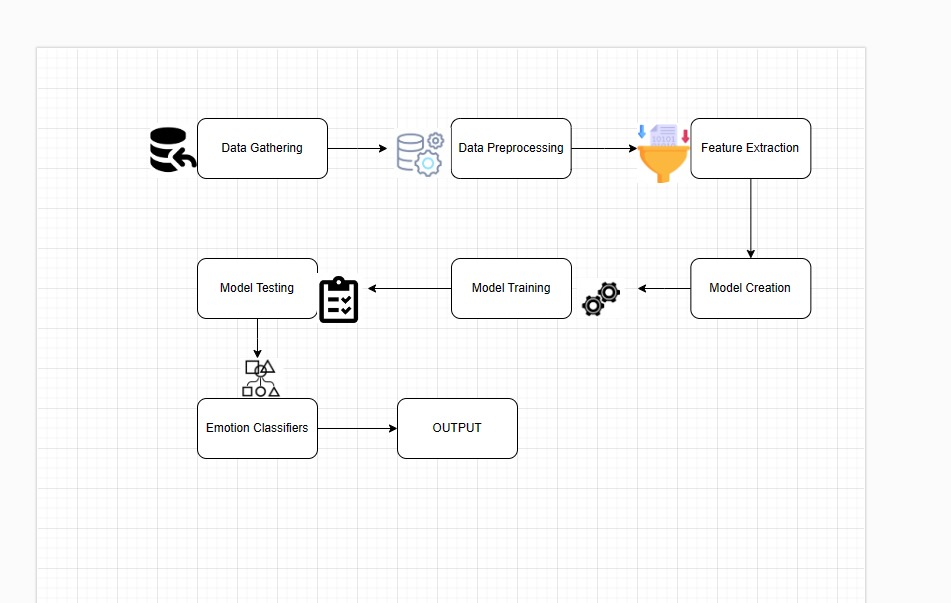 Data Gathering
Data Preprocessing
Feature Extraction
Model Testing
Model Training
Model Creation
Emotion Classifiers
OUTPUT